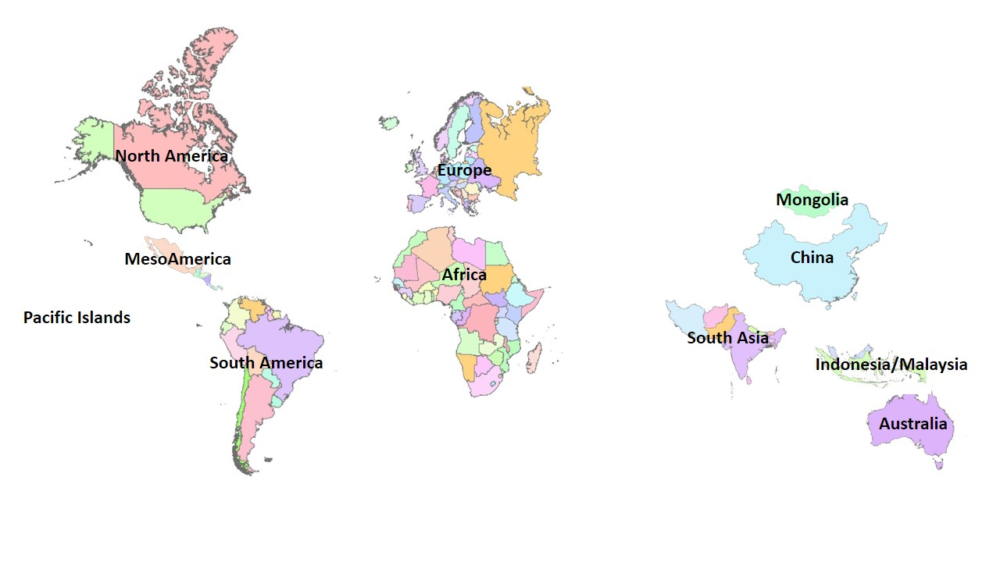 North America
Europe
Mongolia
China
MesoAmerica
Africa
Pacific Islands
South Asia
South America
Indonesia/Malaysia
Australia